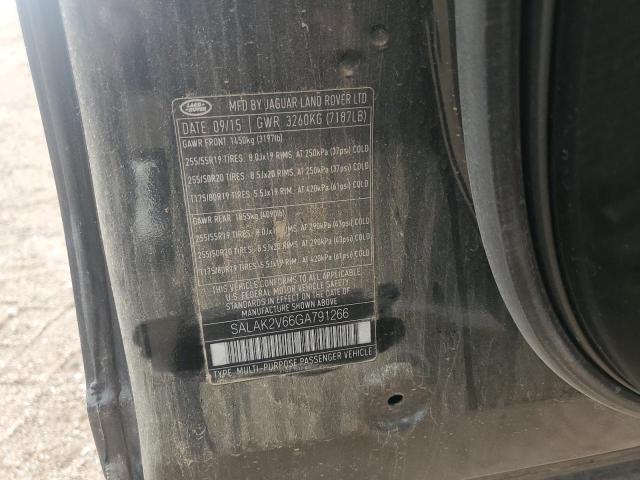 LAND ROVER
MFD BY JAGUAR LAND ROVER LTD
DATE 09/15 GWR. 3260KG (7187LB)
GAWR FRONT 1450kg (3197lb)
255/55R19 TIRES: 8.0Jx19 RIMS. AT 250kPa (37psi) COLD
255/50R20 TIRES: 8.5Jx20 RIMS. AT 250kPa (37psi) COLD
T175/80R19 TIRES: 5.5Jx19 RIM. AT 420kPa (61psi) COLD
GAWR REAR 1855kg (4090lb)
255/55R19 TIRES: 8.0Jx19 RIMS. AT 290kPa (43psi) COLD
255/50R20 TIRES: 8.5Jx20 RIMS. AT 290kPa (43psi) COLD
T175/80R19 TIRES: 5.5Jx19 RIM. AT 420kPa (61psi) COLD
THIS VEHICLE CONFORMS TO ALL APPLICABLE
U.S. FEDERAL MOTOR VEHICLE SAFETY
STANDARDS IN EFFECT ON THE DATE OF
MANUFACTURE SHOWN ABOVE
SALAK2V66GA791266
TYPE: MULTI-PURPOSE PASSENGER VEHICLE